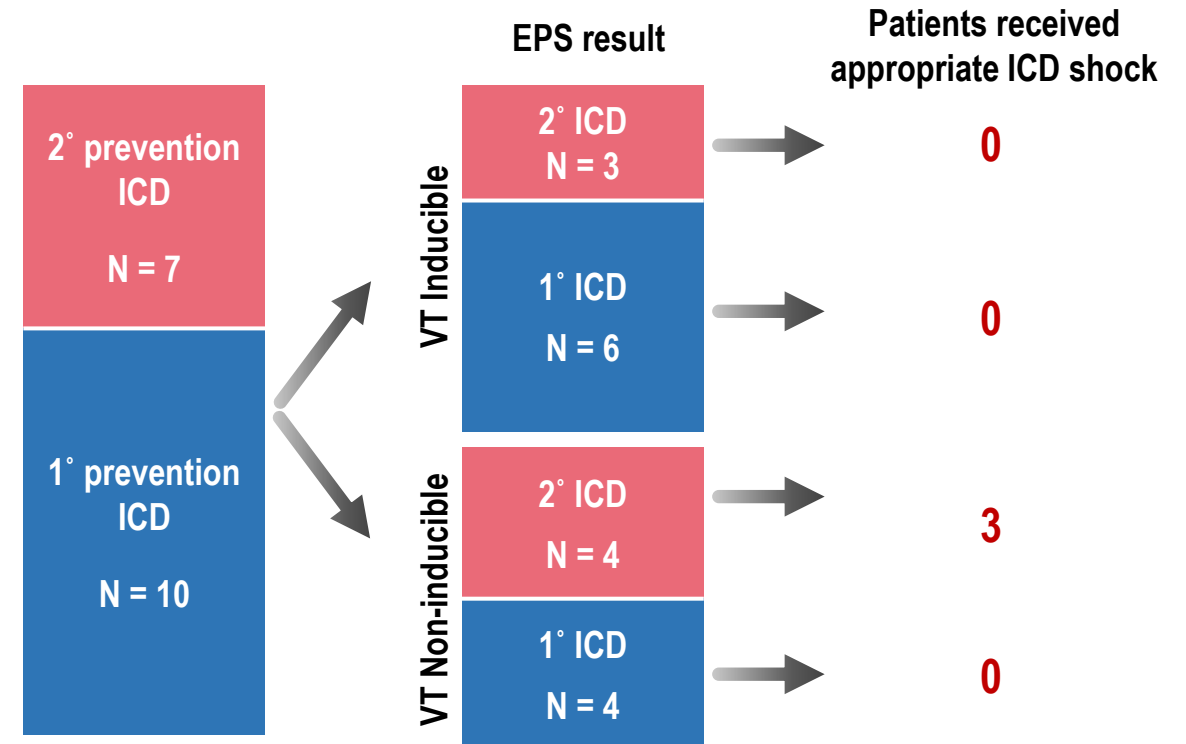 EPS result
Patients received
appropriate ICD shock
2° prevention
ICD
N = 7
1° prevention
ICD
N = 10
VT Inducible
2° ICD
N = 3
0
1° ICD
N = 6
0
VT Non-inducible
2° ICD
N = 4
3
1° ICD
N = 4
0